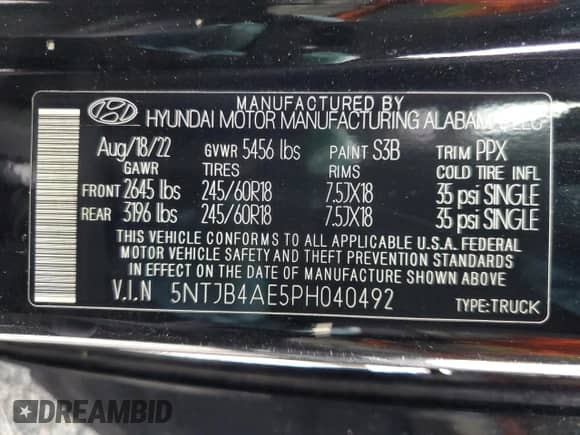 MANUFACTURED BY
HYUNDAI MOTOR MANUFACTURING ALABAMA, LLC
Aug/18/22 GVWR 5456 lbs PAINT S3B TRIM PPX
GAWR TIRES RIMS COLD TIRE INFL
FRONT 2645 lbs 245/60R18 7.5JX18 35 psi SINGLE
REAR 3196 lbs 245/60R18 7.5JX18 35 psi SINGLE
THIS VEHICLE CONFORMS TO ALL APPLICABLE U.S.A. FEDERAL
MOTOR VEHICLE SAFETY AND THEFT PREVENTION STANDARDS
IN EFFECT ON THE DATE OF MANUFACTURE SHOWN ABOVE.
V.I.N 5NTJB4AE5PH040492 TYPE:TRUCK
DREAMBID